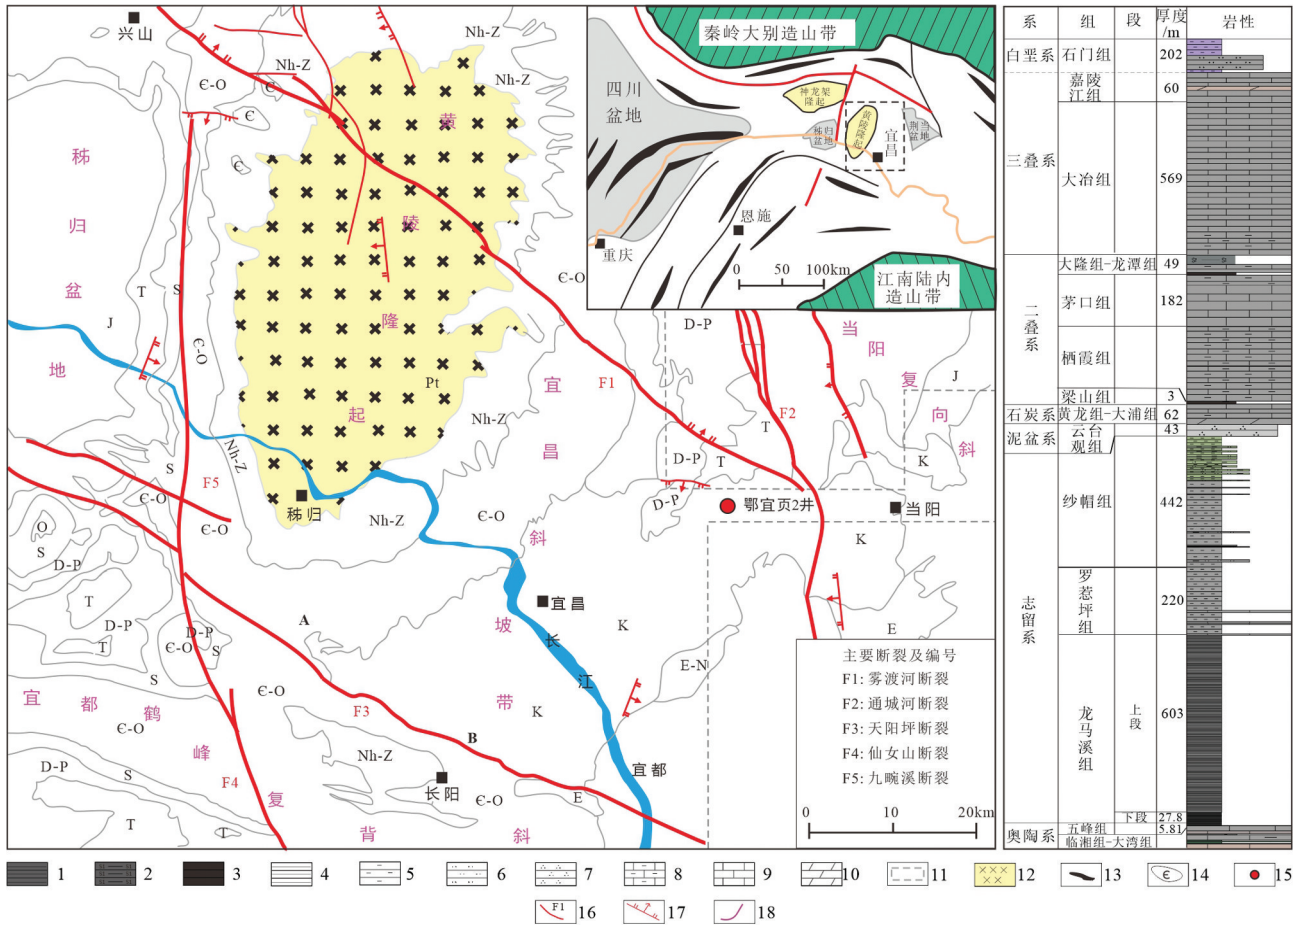 兴山
Nh-Z
Nh-Z
Nh-Z
Є-O
Є
Є
Є
黄
陵
隆
起
Pt
秭
归
盆
地
T
S
J
Є-O
Є-O
Nh-Z
Nh-Z
Nh-Z
F1
宜
昌
斜
坡
带
D-P
当
阳
复
向
斜
J
F2
T
K
D-P
T
D-P
鄂宜页2井
当阳
K
S
F5
Є-O
Є-O
秭归
Є-O
O
S
D-P
T
D-P
T
D-P
Є-O
S
S
A
宜昌
K
长
江
E
E-N
宜
都
鹤
峰
复
背
斜
Є-O
Є-O
F3
B
K
宜都
Nh-Z
长阳
Є-O
E
D-P
S
F4
Є-O
T
T
秦岭大别造山带
四川
盆地
神龙架
隆起
秭归
盆地
黄陵隆起
荆当
盆地
宜昌
恩施
重庆
0 50 100km
江南陆内
造山带
主要断裂及编号
F1: 雾渡河断裂
F2: 通城河断裂
F3: 天阳坪断裂
F4: 仙女山断裂
F5: 九畹溪断裂
0 10 20km
系 组 段 厚度/m 岩性
白垩系 石门组 202
嘉陵江组 60
三叠系 大冶组 569
大隆组-龙潭组 49
二叠系 茅口组 182
栖霞组
梁山组 3
石炭系 黄龙组-大浦组 62
泥盆系 云台观组 43
纱帽组 442
志留系 罗惹坪组 220
龙马溪组 上段 603
下段 27.8
奥陶系 五峰组 5.81
临湘组-大湾组
1 2 3 4 5 6 7 8 9 10 11 12 13 Є 14 15
F1 16 17 18